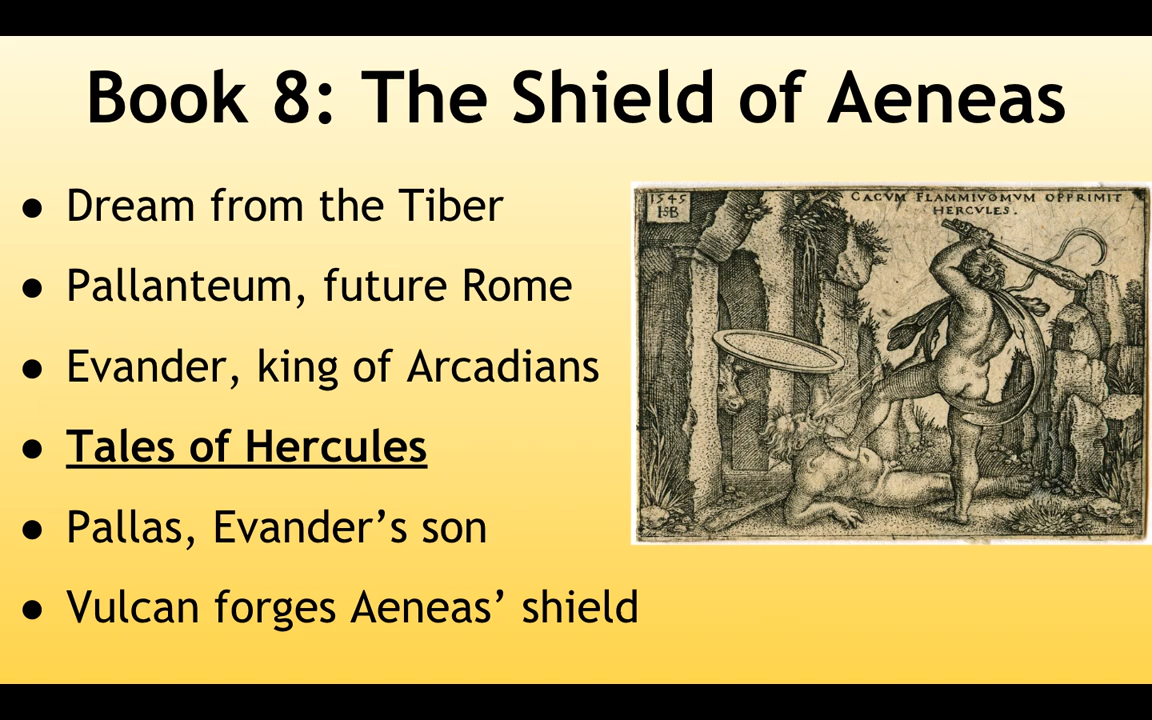 Book 8: The Shield of Aeneas
● Dream from the Tiber
● Pallanteum, future Rome
● Evander, king of Arcadians
● Tales of Hercules
● Pallas, Evander’s son
● Vulcan forges Aeneas’ shield
1545
HSB
CACVM FLAMMIVOMVM OPPRIMIT
HERCVLES.